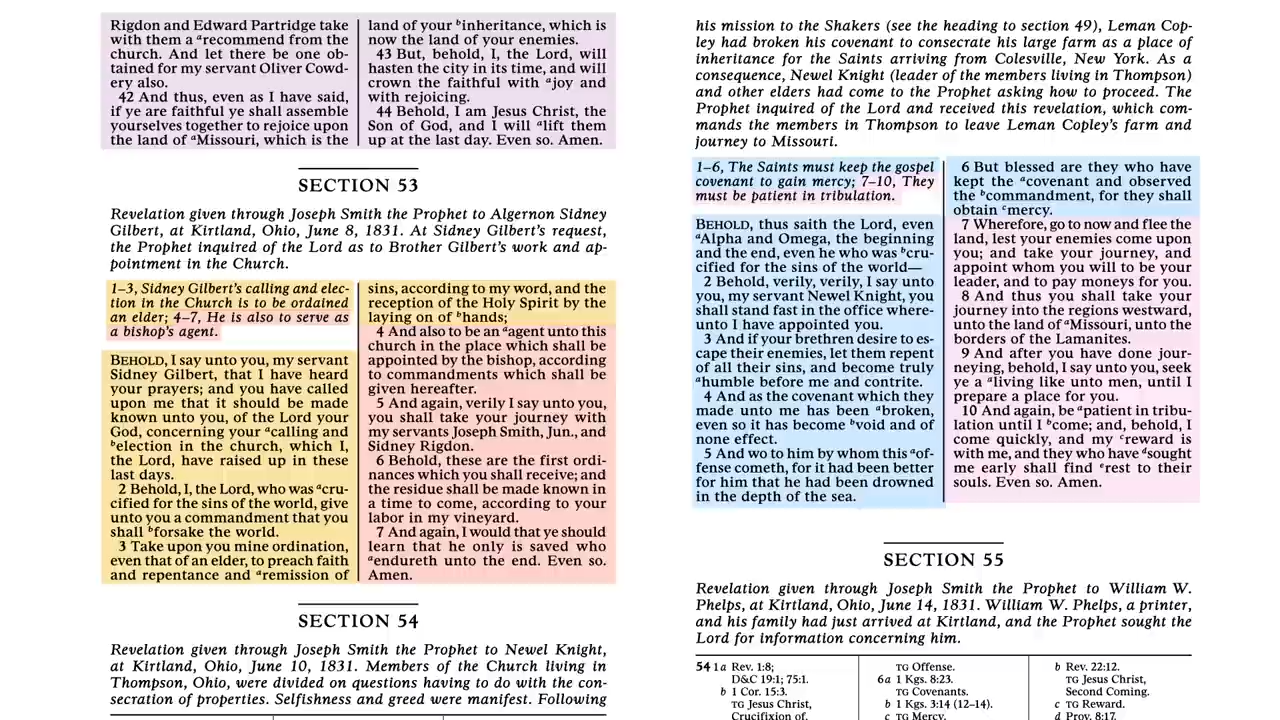 Rigdon and Edward Partridge take
with them a arecommend from the
church. And let there be one ob-
tained for my servant Oliver Cowd-
ery also.
42 And thus, even as I have said,
if ye are faithful ye shall assemble
yourselves together to rejoice upon
the land of aMissouri, which is the
land of your binheritance, which is
now the land of your enemies.
43 But, behold, I, the Lord, will
hasten the city in its time, and will
crown the faithful with ajoy and
with rejoicing.
44 Behold, I am Jesus Christ, the
Son of God, and I will alift them
up at the last day. Even so. Amen.
SECTION 53
Revelation given through Joseph Smith the Prophet to Algernon Sidney
Gilbert, at Kirtland, Ohio, June 8, 1831. At Sidney Gilbert's request,
the Prophet inquired of the Lord as to Brother Gilbert's work and ap-
pointment in the Church.
1–3, Sidney Gilbert's calling and elec-
tion in the Church is to be ordained
an elder; 4–7, He is also to serve as
a bishop's agent.
BEHOLD, I say unto you, my servant
Sidney Gilbert, that I have heard
your prayers; and you have called
upon me that it should be made
known unto you, of the Lord your
God, concerning your acalling and
belection in the church, which I,
the Lord, have raised up in these
last days.
2 Behold, I, the Lord, who was acru-
cified for the sins of the world, give
unto you a commandment that you
shall bforsake the world.
3 Take upon you mine ordination,
even that of an elder, to preach faith
and repentance and aremission of
sins, according to my word, and the
reception of the Holy Spirit by the
laying on of bhands;
4 And also to be an aagent unto this
church in the place which shall be
appointed by the bishop, according
to commandments which shall be
given hereafter.
5 And again, verily I say unto you,
you shall take your journey with
my servants Joseph Smith, Jun., and
Sidney Rigdon.
6 Behold, these are the first ordi-
nances which you shall receive; and
the residue shall be made known in
a time to come, according to your
labor in my vineyard.
7 And again, I would that ye should
learn that he only is saved who
aendureth unto the end. Even so.
Amen.
SECTION 54
Revelation given through Joseph Smith the Prophet to Newel Knight,
at Kirtland, Ohio, June 10, 1831. Members of the Church living in
Thompson, Ohio, were divided on questions having to do with the con-
secration of properties. Selfishness and greed were manifest. Following
his mission to the Shakers (see the heading to section 49), Leman Cop-
ley had broken his covenant to consecrate his large farm as a place of
inheritance for the Saints arriving from Colesville, New York. As a
consequence, Newel Knight (leader of the members living in Thompson)
and other elders had come to the Prophet asking how to proceed. The
Prophet inquired of the Lord and received this revelation, which com-
mands the members in Thompson to leave Leman Copley's farm and
journey to Missouri.
1–6, The Saints must keep the gospel
covenant to gain mercy; 7–10, They
must be patient in tribulation.
BEHOLD, thus saith the Lord, even
aAlpha and Omega, the beginning
and the end, even he who was bcru-
cified for the sins of the world—
2 Behold, verily, verily, I say unto
you, my servant Newel Knight, you
shall stand fast in the office where-
unto I have appointed you.
3 And if your brethren desire to es-
cape their enemies, let them repent
of all their sins, and become truly
ahumble before me and contrite.
4 And as the covenant which they
made unto me has been abroken,
even so it has become bvoid and of
none effect.
5 And wo to him by whom this aof-
fense cometh, for it had been better
for him that he had been drowned
in the depth of the sea.
6 But blessed are they who have
kept the acovenant and observed
the bcommandment, for they shall
obtain cmercy.
7 Wherefore, go to now and flee the
land, lest your enemies come upon
you; and take your journey, and
appoint whom you will to be your
leader, and to pay moneys for you.
8 And thus you shall take your
journey into the regions westward,
unto the land of aMissouri, unto the
borders of the Lamanites.
9 And after you have done jour-
neying, behold, I say unto you, seek
ye a aliving like unto men, until I
prepare a place for you.
10 And again, be apatient in tribu-
lation until I bcome; and, behold, I
come quickly, and my creward is
with me, and they who have dsought
me early shall find erest to their
souls. Even so. Amen.
SECTION 55
Revelation given through Joseph Smith the Prophet to William W.
Phelps, at Kirtland, Ohio, June 14, 1831. William W. Phelps, a printer,
and his family had just arrived at Kirtland, and the Prophet sought the
Lord for information concerning him.
54 1a Rev. 1:8;
D&C 19:1; 75:1.
b 1 Cor. 15:3.
TG Jesus Christ,
Crucifixion of.
TG Offense.
6a 1 Kgs. 8:23.
TG Covenants.
b 1 Kgs. 3:14 (12–14).
c TG Mercy.
b Rev. 22:12.
TG Jesus Christ,
Second Coming.
c TG Reward.
d Prov. 8:17.